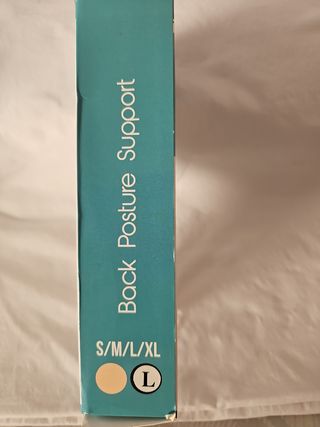 Back Posture Support
S/M/L/XL
L